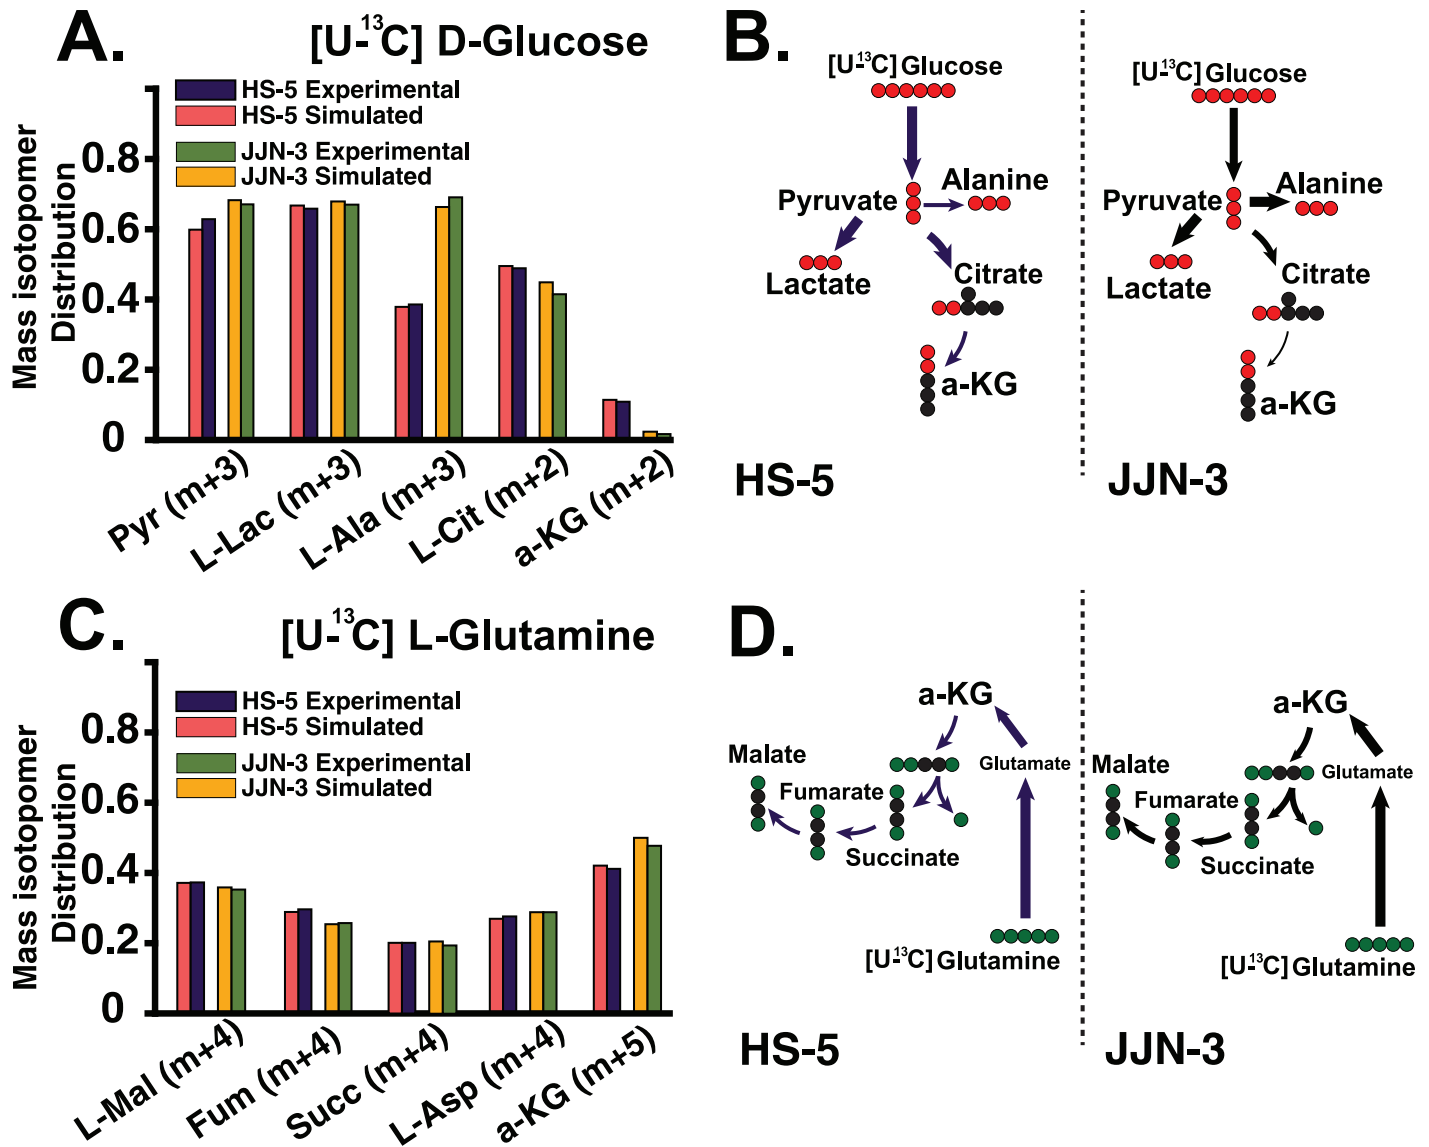 A.
[U-¹³C] D-Glucose
HS-5 Experimental
HS-5 Simulated
JJN-3 Experimental
JJN-3 Simulated
Mass isotopomer
Distribution
0.8
0.6
0.4
0.2
0
Pyr (m+3)
L-Lac (m+3)
L-Ala (m+3)
L-Cit (m+2)
a-KG (m+2)
B.
[U-¹³C] Glucose
Pyruvate
Alanine
Lactate
Citrate
a-KG
HS-5
[U-¹³C] Glucose
Pyruvate
Alanine
Lactate
Citrate
a-KG
JJN-3
C.
[U-¹³C] L-Glutamine
HS-5 Experimental
HS-5 Simulated
JJN-3 Experimental
JJN-3 Simulated
Mass isotopomer
Distribution
0.8
0.6
0.4
0.2
0
L-Mal (m+4)
Fum (m+4)
Succ (m+4)
L-Asp (m+4)
a-KG (m+5)
D.
a-KG
Malate
Glutamate
Fumarate
Succinate
[U-¹³C] Glutamine
HS-5
a-KG
Malate
Glutamate
Fumarate
Succinate
[U-¹³C] Glutamine
JJN-3